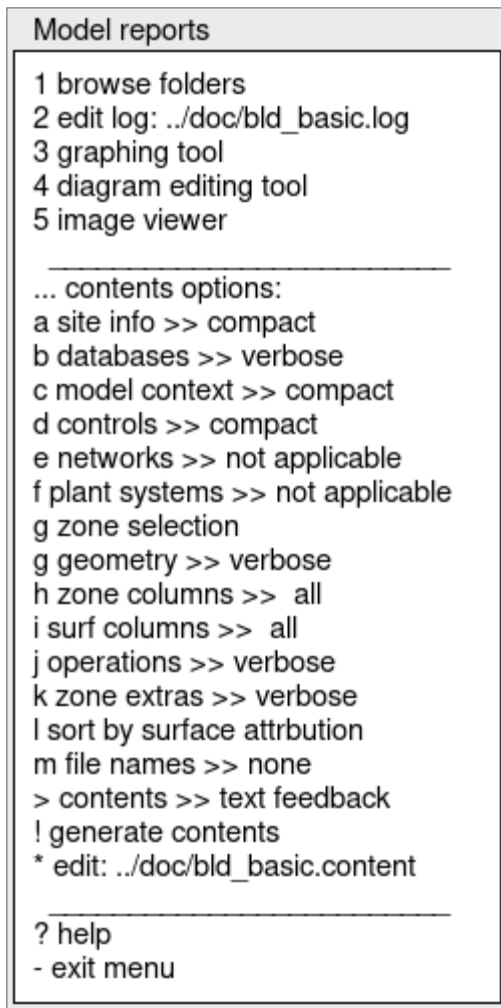 Model reports
1 browse folders
2 edit log: ../doc/bld_basic.log
3 graphing tool
4 diagram editing tool
5 image viewer
... contents options:
a site info >> compact
b databases >> verbose
c model context >> compact
d controls >> compact
e networks >> not applicable
f plant systems >> not applicable
g zone selection
g geometry >> verbose
h zone columns >>  all
i surf columns >>  all
j operations >> verbose
k zone extras >> verbose
l sort by surface attrbution
m file names >> none
> contents >> text feedback
! generate contents
* edit: ../doc/bld_basic.content
? help
- exit menu